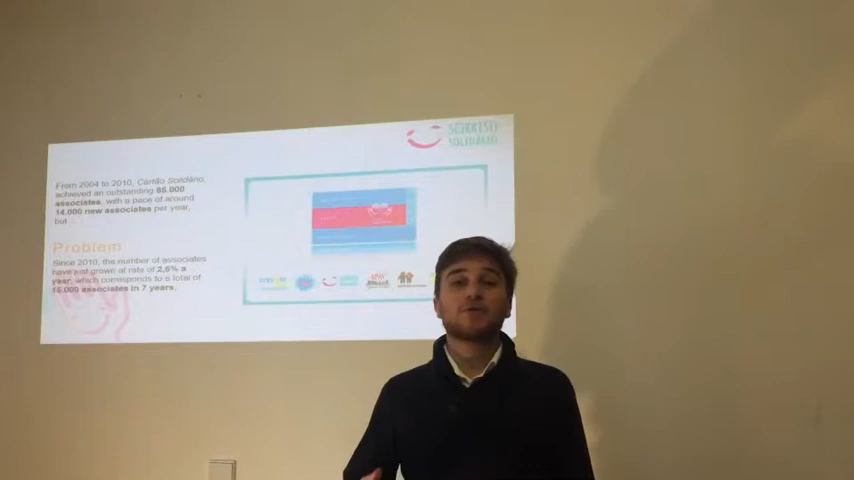 SORRISO
SOLIDÁRIO
From 2004 to 2010, Cartão Solidário,
achieved an outstanding 85.000
associates, with a pace of around
14.000 new associates per year,
but
Problem
Since 2010, the number of associates
have just grown at rate of 2,6% a
year, which corresponds to a total of
15.000 associates in 7 years.